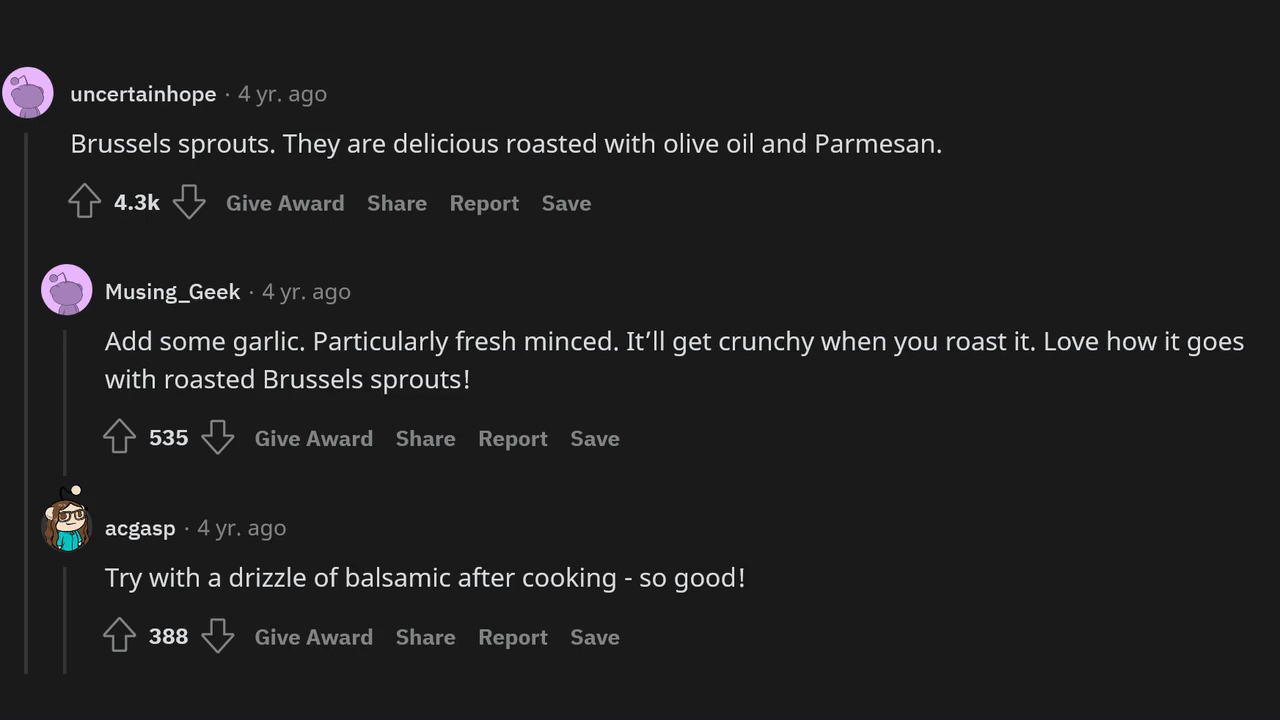 uncertainhope · 4 yr. ago
Brussels sprouts. They are delicious roasted with olive oil and Parmesan.
4.3k Give Award Share Report Save
Musing_Geek · 4 yr. ago
Add some garlic. Particularly fresh minced. It’ll get crunchy when you roast it. Love how it goes
with roasted Brussels sprouts!
535 Give Award Share Report Save
acgasp · 4 yr. ago
Try with a drizzle of balsamic after cooking - so good!
388 Give Award Share Report Save